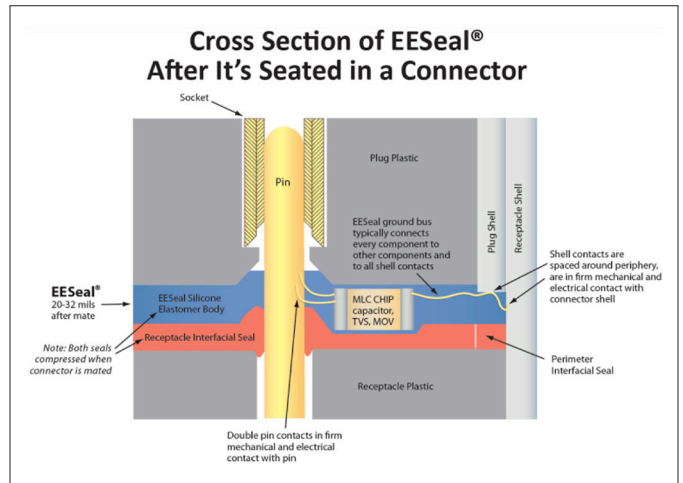 Cross Section of EESeal®
After It's Seated in a Connector
Socket
Pin
Plug Plastic
Plug Shell
Receptacle Shell
EESeal ground bus
typically connects
every component to
other components and
to all shell contacts
Shell contacts are
spaced around periphery,
are in firm mechanical and
electrical contact with
connector shell
EESeal®
20-32 mils
after mate
EESeal Silicone
Elastomer Body
MLC CHIP
capacitor,
TVS, MOV
Receptacle Interfacial Seal
Note: Both seals
compressed when
connector is mated
Perimeter
Interfacial Seal
Receptacle Plastic
Double pin contacts in firm
mechanical and electrical
contact with pin